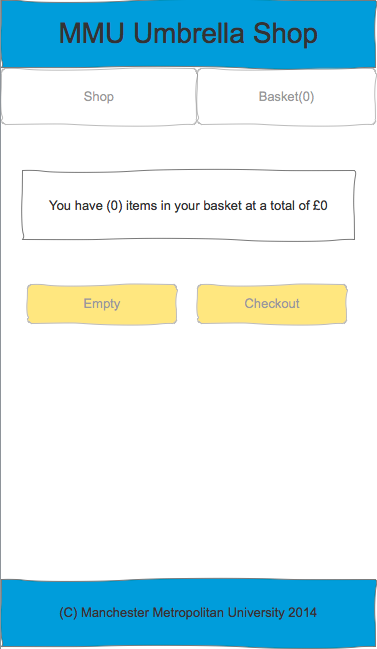 MMU Umbrella Shop
Shop
Basket(0)
You have (0) items in your basket at a total of £0
Empty
Checkout
(C) Manchester Metropolitan University 2014